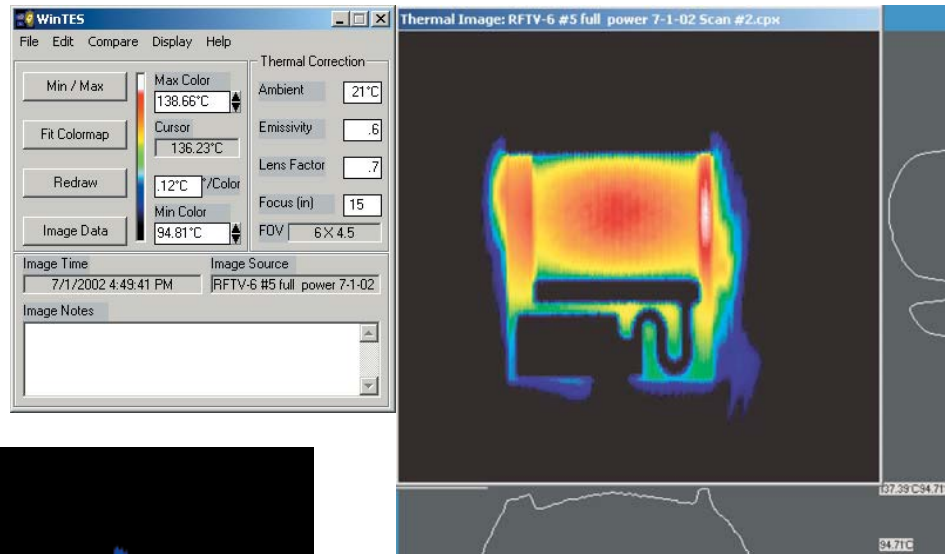 WinTES
File Edit Compare Display Help
Min / Max
Fit Colormap
Redraw
Image Data
Max Color
138.66°C
Cursor
136.23°C
.12°C °/Color
Min Color
94.81°C
Thermal Correction
Ambient 21°C
Emissivity .6
Lens Factor .7
Focus (in) 15
FOV 6 X 4.5
Image Time
7/1/2002 4:49:41 PM
Image Source
RFTV-6 #5 full power 7-1-02
Image Notes
Thermal Image: RFTV-6 #5 full power 7-1-02 Scan #2.cpx
94.71°C